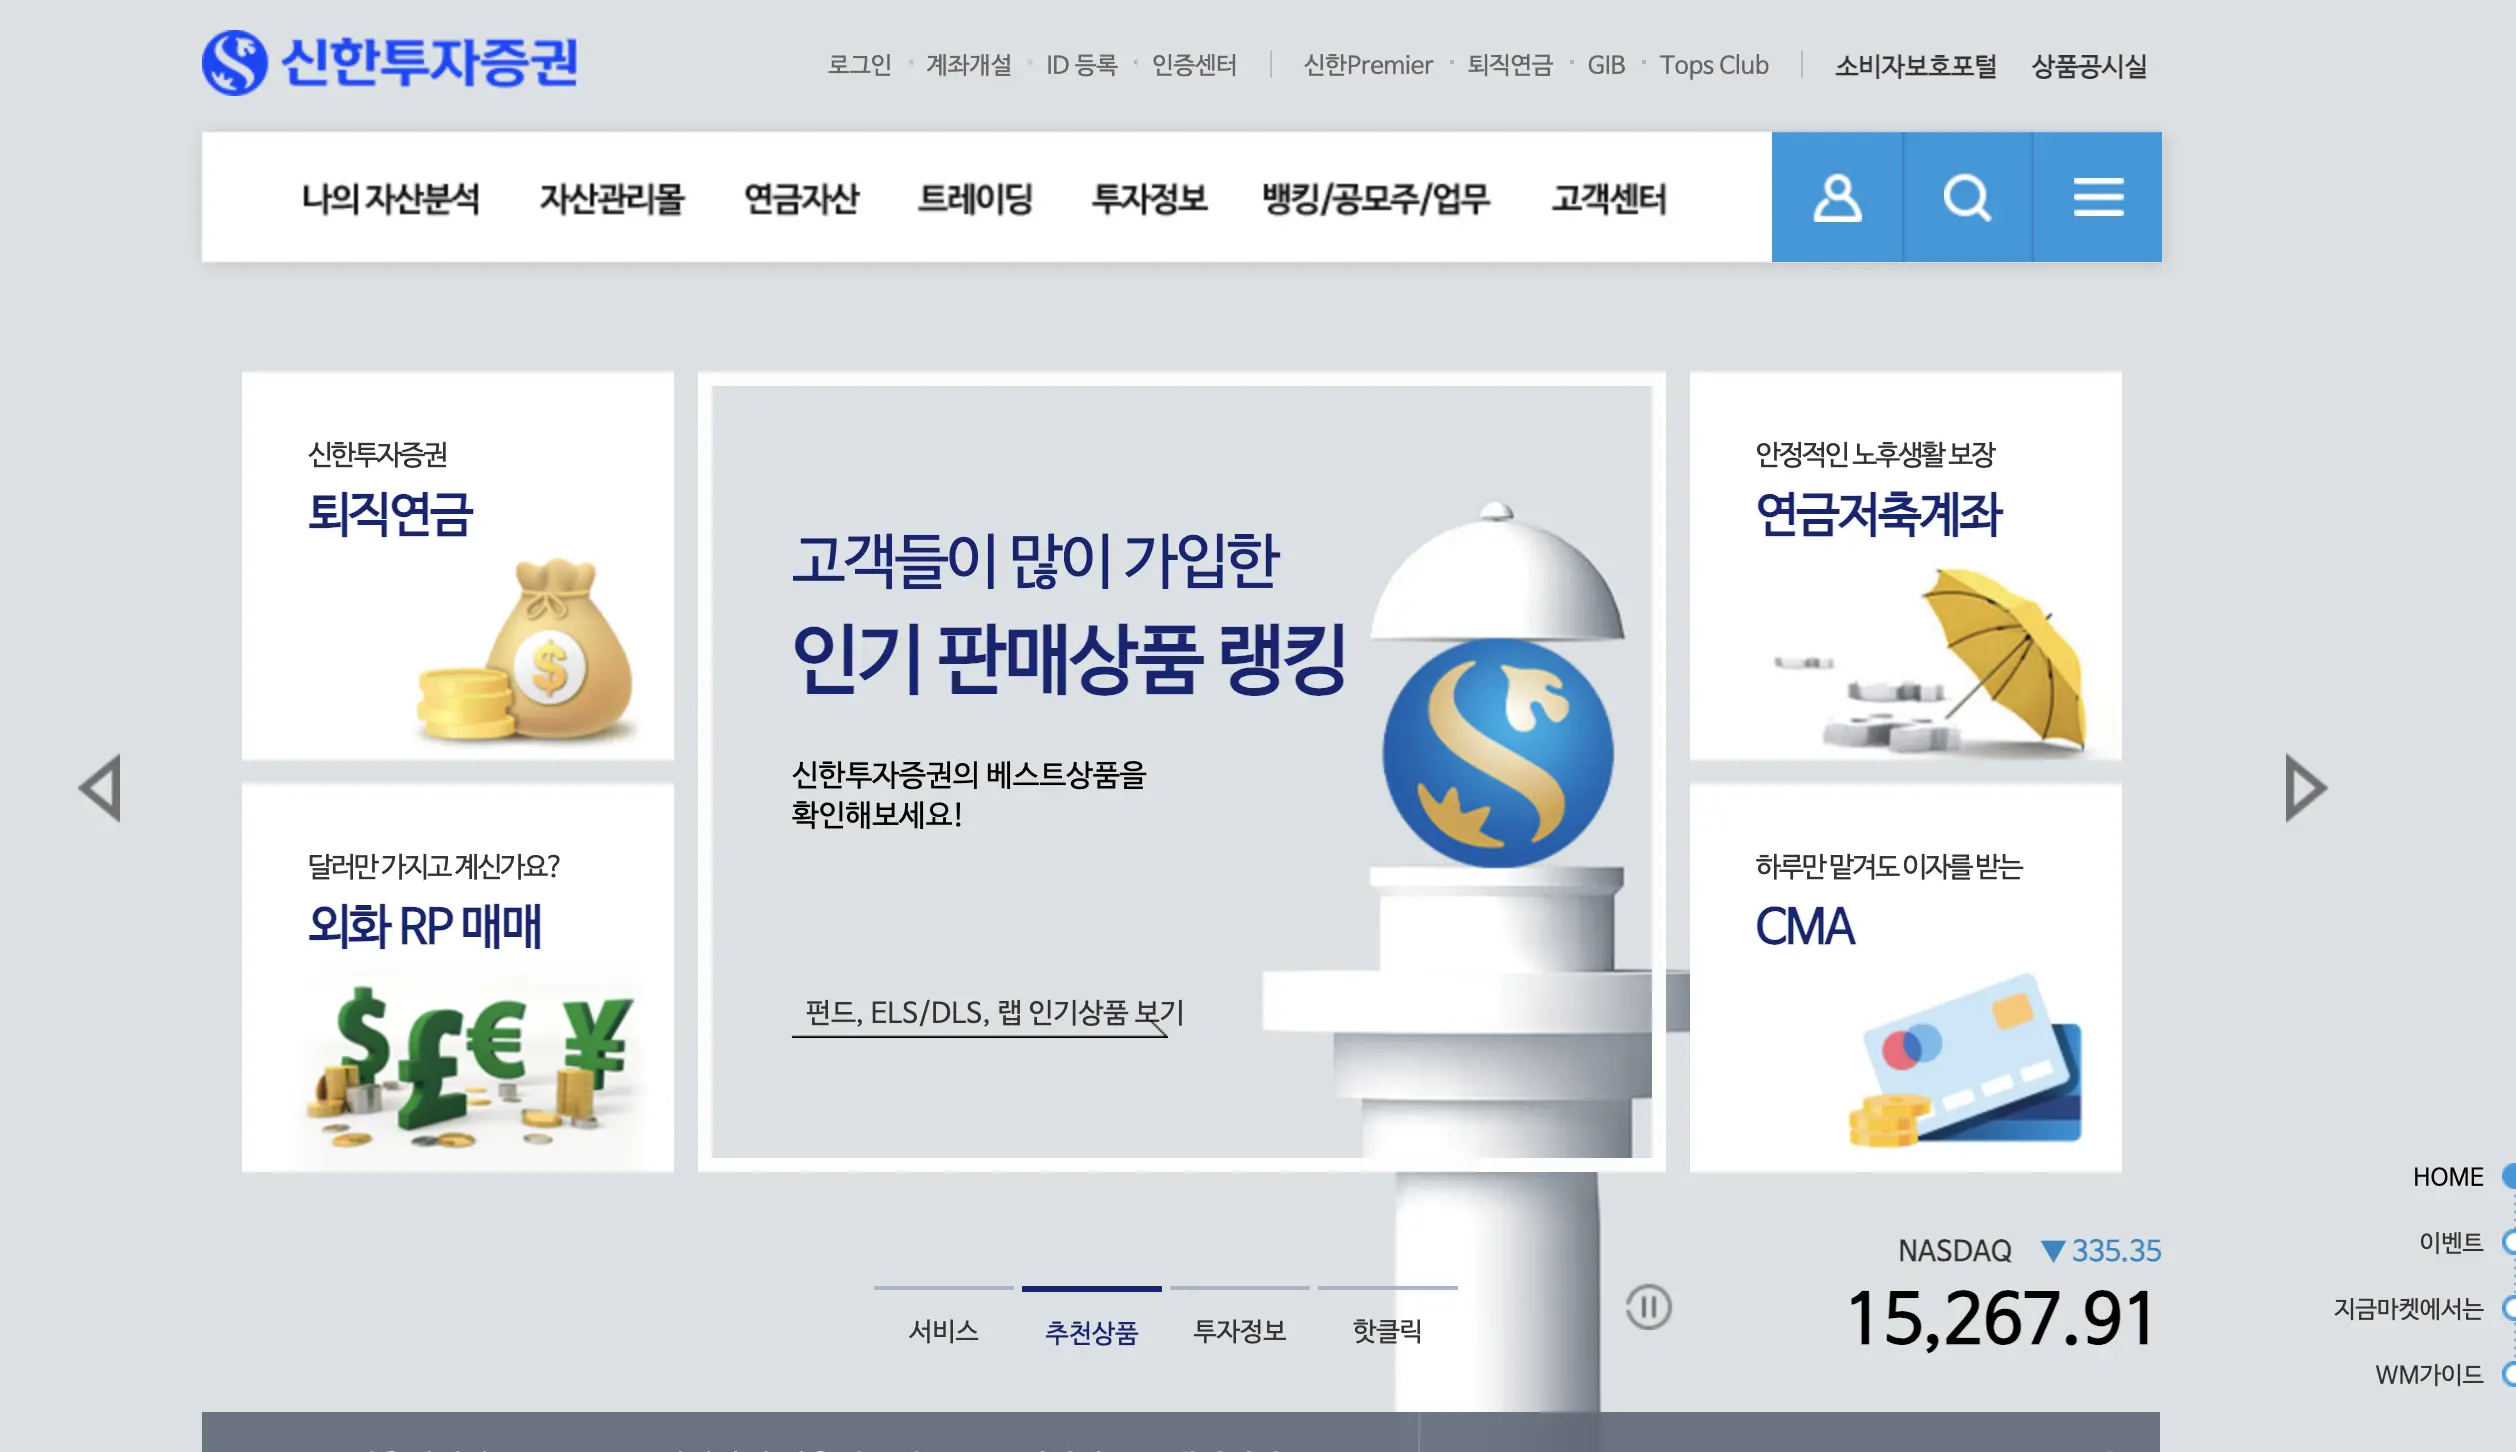 신한투자증권
로그인 · 계좌개설 · ID 등록 · 인증센터 | 신한Premier · 퇴직연금 · GIB · Tops Club | 소비자보호포털 상품공시실
나의 자산분석 자산관리몰 연금자산 트레이딩 투자정보 뱅킹/공모주/업무 고객센터
신한투자증권
퇴직연금
달러만 가지고 계신가요?
외화 RP 매매
고객들이 많이 가입한
인기 판매상품 랭킹
신한투자증권의 베스트상품을
확인해보세요!
펀드, ELS/DLS, 랩 인기상품 보기
안정적인 노후생활 보장
연금저축계좌
하루만 맡겨도 이자를 받는
CMA
서비스 추천상품 투자정보 핫클릭
NASDAQ ▼ 335.35
15,267.91
HOME
이벤트
지금마켓에서는
WM가이드